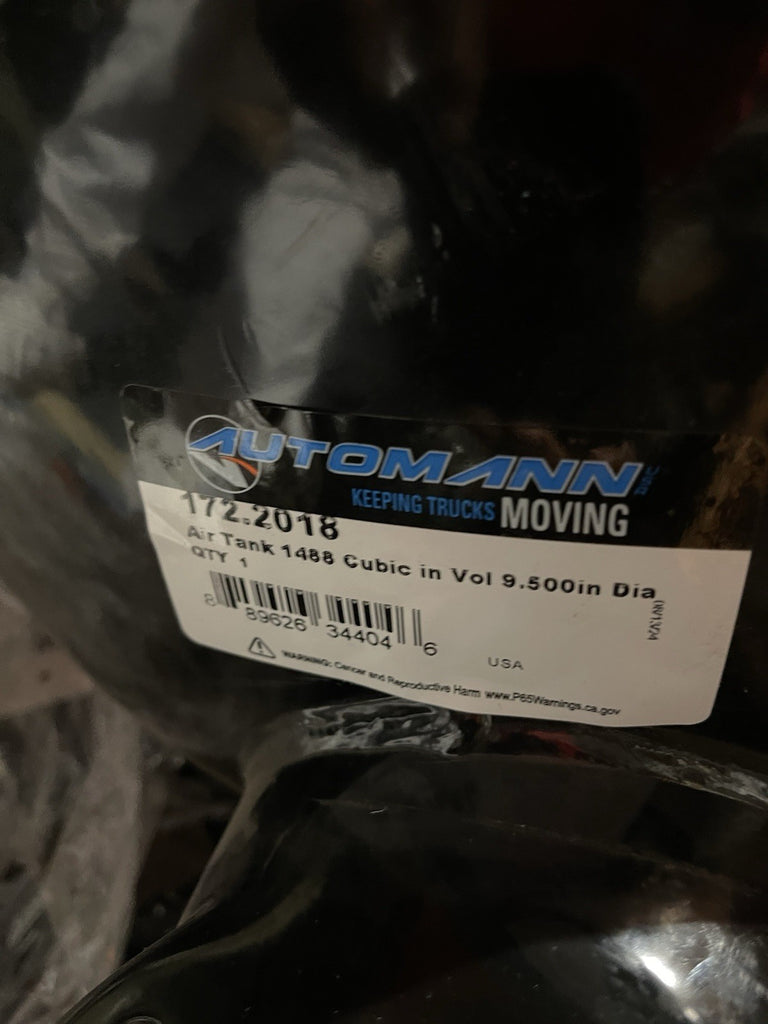 AUTOMANN
KEEPING TRUCKS MOVING
172.2018
Air Tank 1488 Cubic in Vol 9.500in Dia
QTY 1
8 89626 34404 6
USA
WARNING: Cancer and Reproductive Harm www.P65Warnings.ca.gov